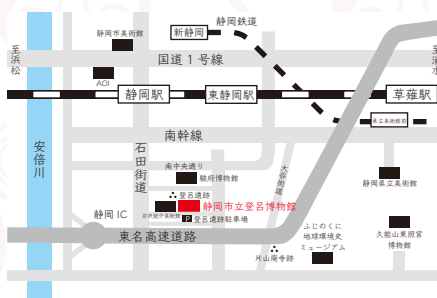 静岡鉄道
静岡市美術館
新静岡
至浜松
至清水
国道1号線
AOI
静岡駅
東静岡駅
草薙駅
県立美術館前
南幹線
安倍川
石田街道
南中央通り
駿府博物館
大谷街道
静岡県立美術館
登呂遺跡
静岡市立登呂博物館
芹沢銈介美術館
P 登呂遺跡駐車場
静岡 IC
東名高速道路
ふじのくに
地球環境史
ミュージアム
久能山東照宮
博物館
片山廃寺跡